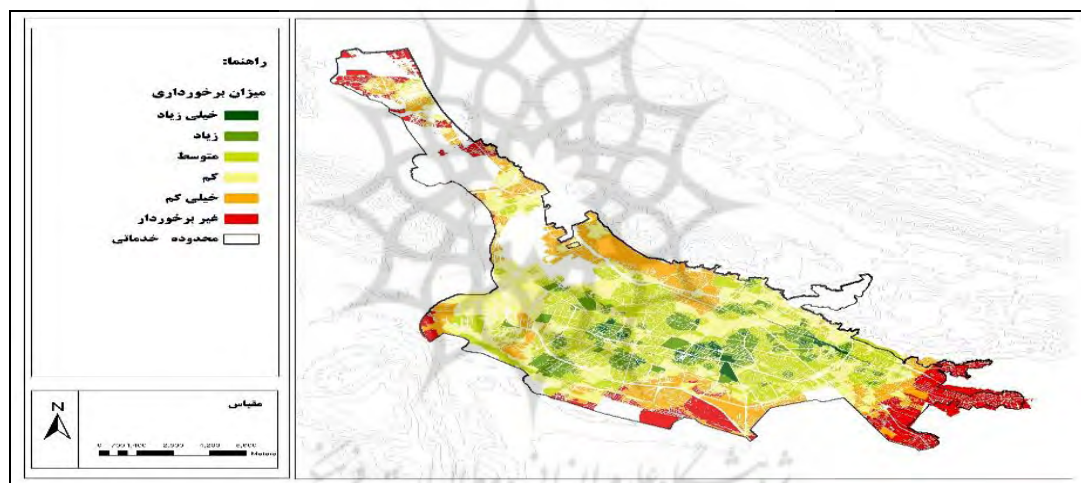 راهنما:
میزان برخورداری
خیلی زیاد
زیاد
متوسط
کم
خیلی کم
غیر برخوردار
محدوده خدماتی
مقیاس
N
Meters